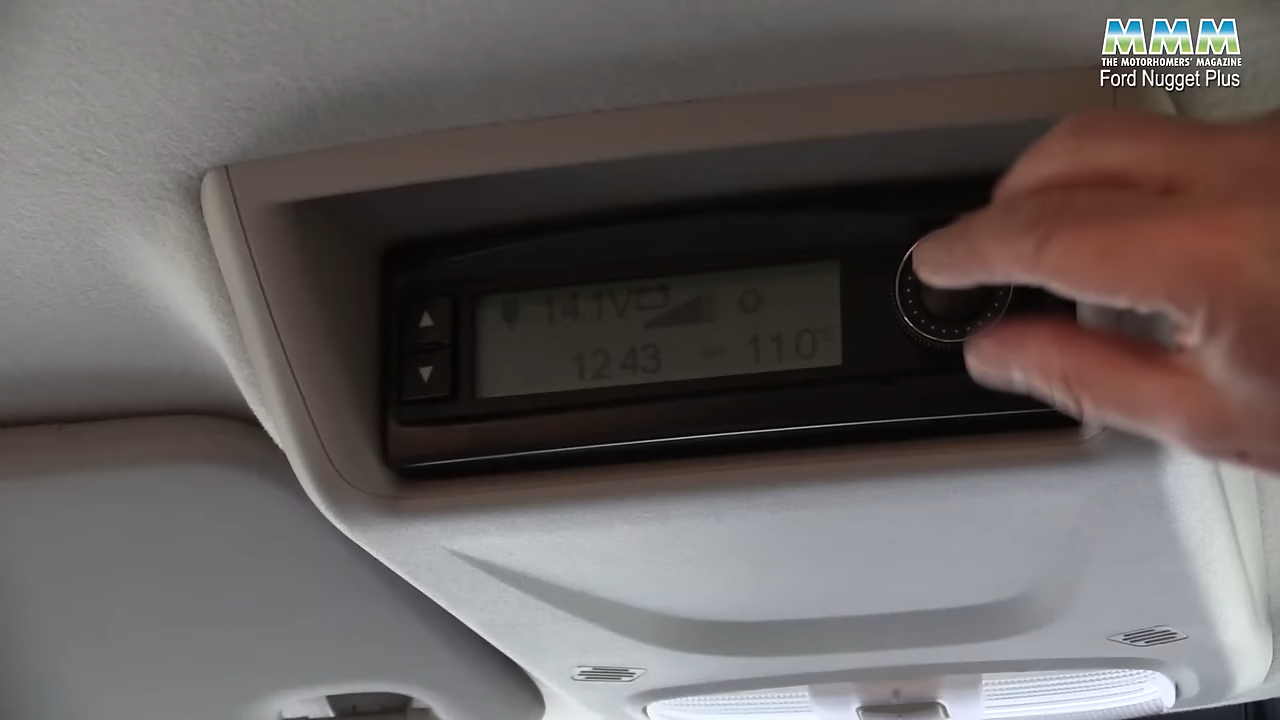 MMM
THE MOTORHOMERS' MAGAZINE
Ford Nugget Plus
14.1V
12 43 11.0°C